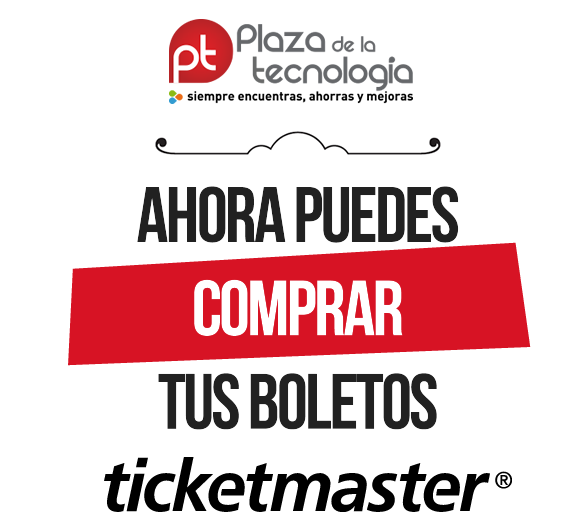 pt
Plaza de la
tecnología
siempre encuentras, ahorras y mejoras
AHORA PUEDES
COMPRAR
TUS BOLETOS
ticketmaster®